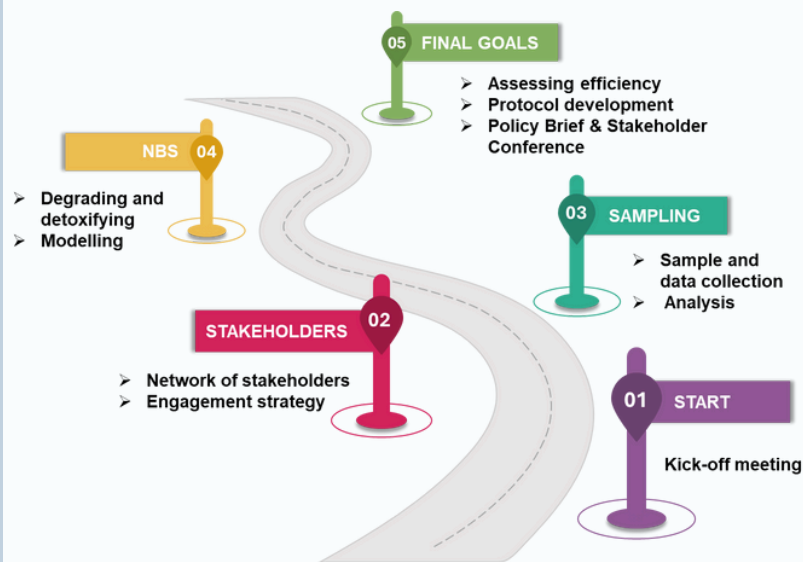 05 FINAL GOALS
➢ Assessing efficiency
➢ Protocol development
➢ Policy Brief & Stakeholder
Conference
NBS 04
➢ Degrading and
detoxifying
➢ Modelling
03 SAMPLING
➢ Sample and
data collection
➢ Analysis
STAKEHOLDERS 02
➢ Network of stakeholders
➢ Engagement strategy
01 START
Kick-off meeting